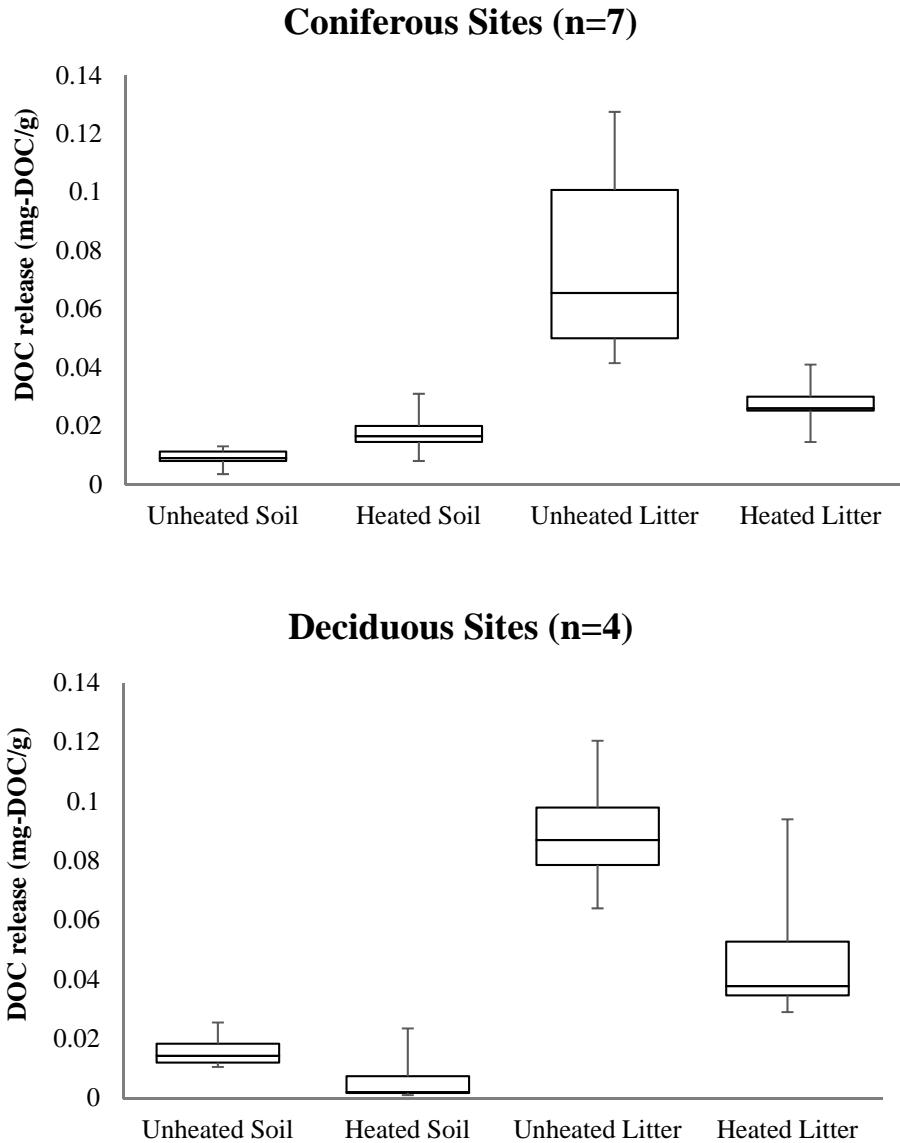 Coniferous Sites (n=7)
DOC release (mg-DOC/g)
0.14
0.12
0.1
0.08
0.06
0.04
0.02
0
Unheated Soil Heated Soil Unheated Litter Heated Litter
Deciduous Sites (n=4)
DOC release (mg-DOC/g)
0.14
0.12
0.1
0.08
0.06
0.04
0.02
0
Unheated Soil Heated Soil Unheated Litter Heated Litter